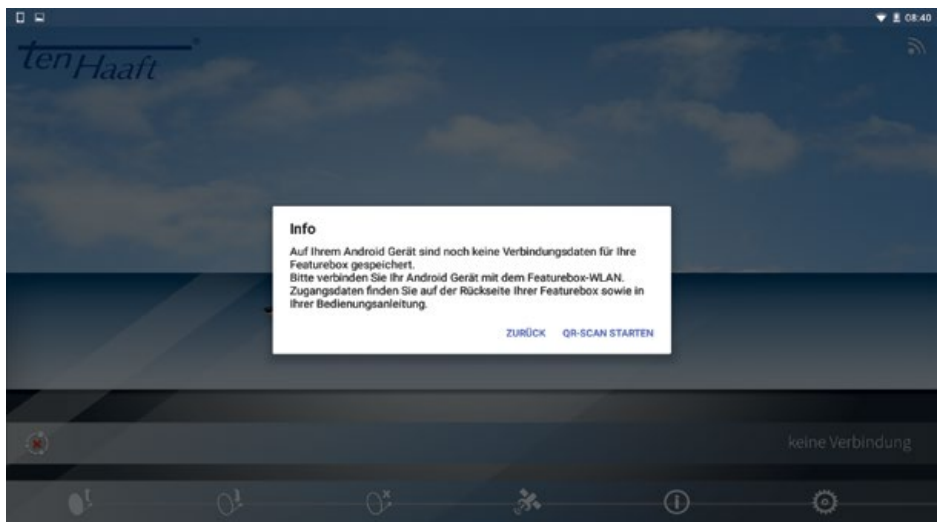 08:40
ten Haaft®
Info
Auf Ihrem Android Gerät sind noch keine Verbindungsdaten für Ihre
Featurebox gespeichert.
Bitte verbinden Sie Ihr Android Gerät mit dem Featurebox-WLAN.
Zugangsdaten finden Sie auf der Rückseite Ihrer Featurebox sowie in
Ihrer Bedienungsanleitung.
ZURÜCK QR-SCAN STARTEN
keine Verbindung